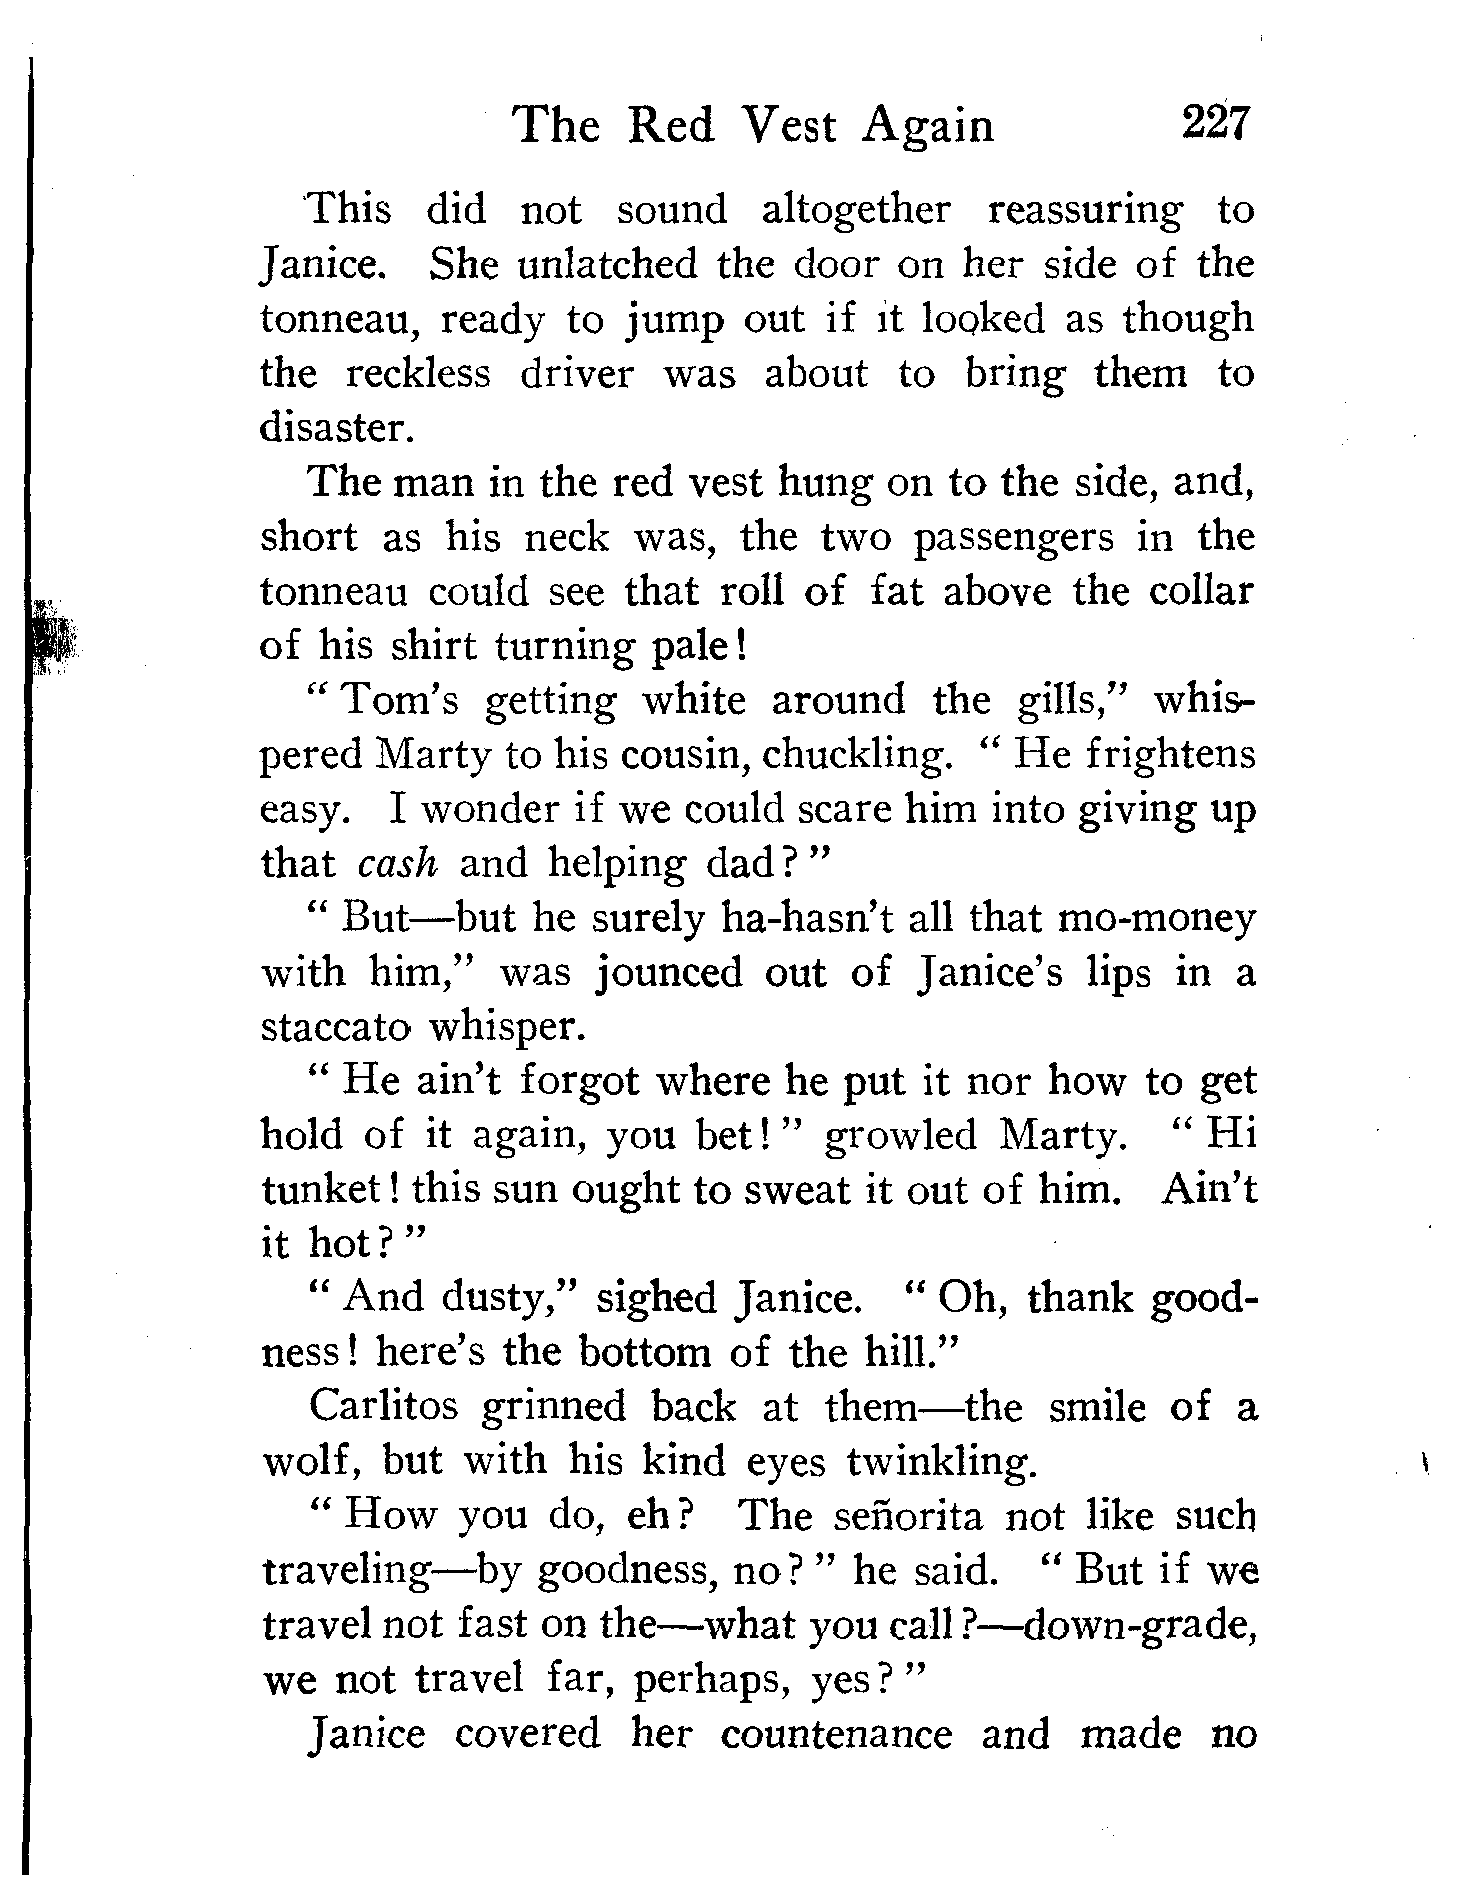 The Red Vest Again 227
This did not sound altogether reassuring to
Janice. She unlatched the door on her side of the
tonneau, ready to jump out if it looked as though
the reckless driver was about to bring them to
disaster.
The man in the red vest hung on to the side, and,
short as his neck was, the two passengers in the
tonneau could see that roll of fat above the collar
of his shirt turning pale!
"Tom's getting white around the gills," whis-
pered Marty to his cousin, chuckling. "He frightens
easy. I wonder if we could scare him into giving up
that cash and helping dad?"
"But—but he surely ha-hasn't all that mo-money
with him," was jounced out of Janice's lips in a
staccato whisper.
"He ain't forgot where he put it nor how to get
hold of it again, you bet!" growled Marty. "Hi
tunket! this sun ought to sweat it out of him. Ain't
it hot?"
"And dusty," sighed Janice. "Oh, thank good-
ness! here's the bottom of the hill."
Carlitos grinned back at them—the smile of a
wolf, but with his kind eyes twinkling.
"How you do, eh? The señorita not like such
traveling—by goodness, no?" he said. "But if we
travel not fast on the—what you call?—down-grade,
we not travel far, perhaps, yes?"
Janice covered her countenance and made no